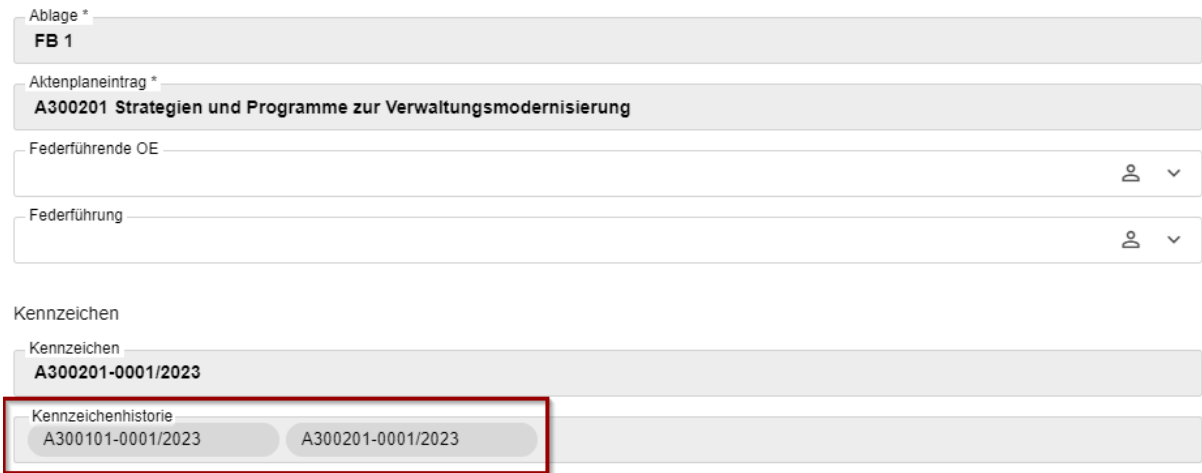 Ablage *
FB 1
Aktenplaneintrag *
A300201 Strategien und Programme zur Verwaltungsmodernisierung
Federführende OE
Federführung
Kennzeichen
Kennzeichen
A300201-0001/2023
Kennzeichenhistorie
A300101-0001/2023 A300201-0001/2023